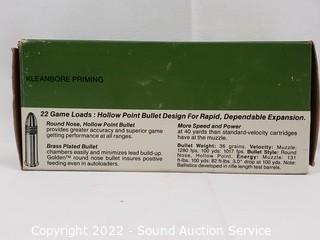 KLEANBORE PRIMING
22 Game Loads : Hollow Point Bullet Design For Rapid, Dependable Expansion.
Round Nose, Hollow Point Bullet
provides greater accuracy and superior game
getting performance at all ranges.
Brass Plated Bullet
chambers easily and minimizes lead build-up.
Golden™ round nose bullet insures positive
feeding even in autoloaders.
More Speed and Power
at 40 yards than standard-velocity cartridges
have at the muzzle.
Bullet Weight: 36 grains. Velocity: Muzzle:
1280 fps, 100 yds: 1017 fps. Bullet Style: Round
Nose, Hollow Point. Energy: Muzzle: 131
ft-lbs, 100 yds: 82 ft-lbs. 3.0" drop at 100 yds. Note:
Ballistics developed in rifle length test barrels.
Copyright 2022 - Sound Auction Service